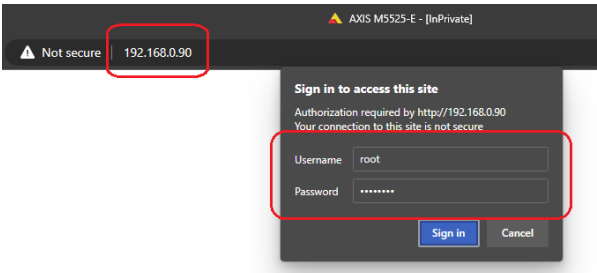 AXIS M5525-E - [InPrivate]
Not secure | 192.168.0.90
Sign in to access this site
Authorization required by http://192.168.0.90
Your connection to this site is not secure
Username root
Password ••••••••
Sign in Cancel